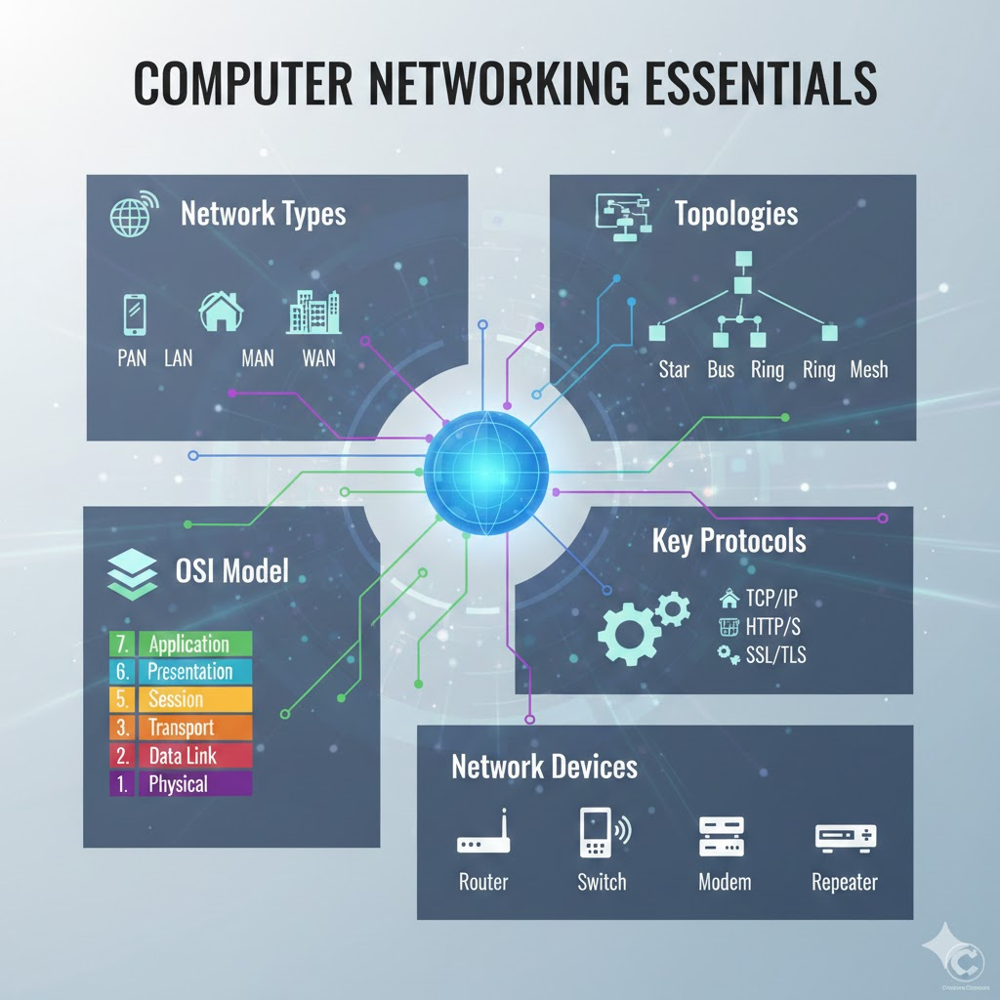 COMPUTER NETWORKING ESSENTIALS
Network Types
PAN LAN MAN WAN
Topologies
Star Bus Ring Ring Mesh
OSI Model
7. Application
6. Presentation
5. Session
3. Transport
2. Data Link
1. Physical
Key Protocols
TCP/IP
HTTP/S
SSL/TLS
Network Devices
Router Switch Modem Repeater